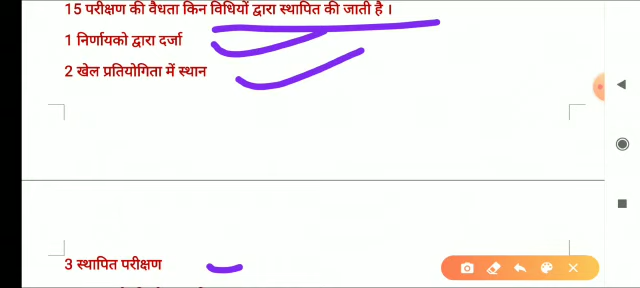 15 परीक्षण की वैधता किन विधियों द्वारा स्थापित की जाती है ।
1 निर्णायको द्वारा दर्जा
2 खेल प्रतियोगिता में स्थान
3 स्थापित परीक्षण